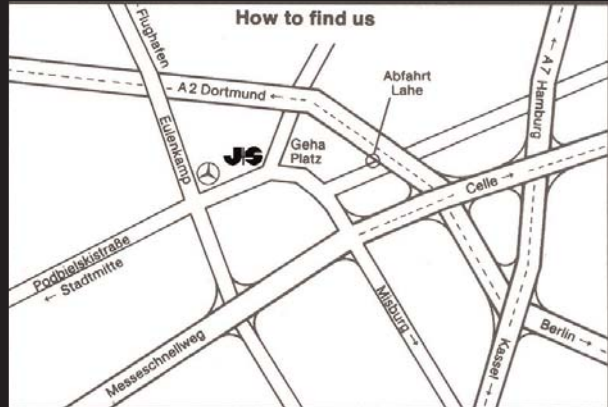 How to find us
Flughafen
A 2 Dortmund ←
← A 7 Hamburg
Abfahrt
Lahe
Eulenkamp
J|S
Geha
Platz
Celle →
Podbielskistraße
← Stadtmitte
Misburg →
Berlin →
Kassel →
Messeschnellweg